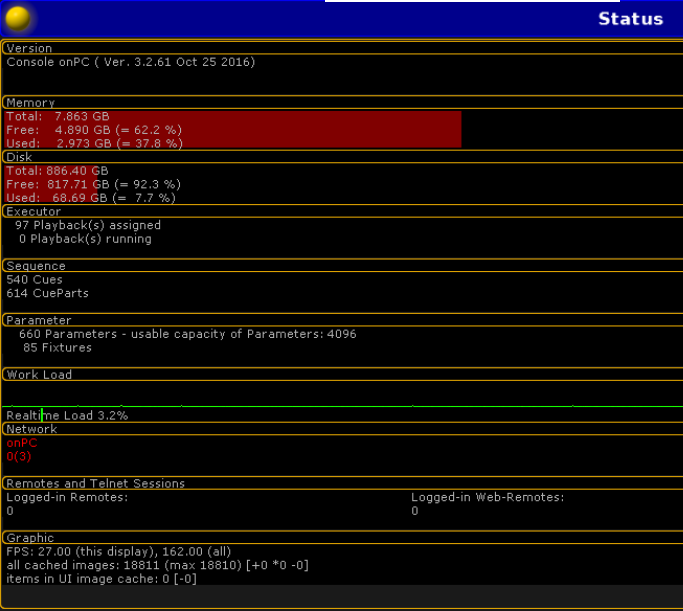 Status
Version
Console onPC ( Ver. 3.2.61 Oct 25 2016)
Memory
Total: 7.863 GB
Free: 4.890 GB (= 62.2 %)
Used: 2.973 GB (= 37.8 %)
Disk
Total: 886.40 GB
Free: 817.71 GB (= 92.3 %)
Used: 68.69 GB (= 7.7 %)
Executor
97 Playback(s) assigned
0 Playback(s) running
Sequence
540 Cues
614 CueParts
Parameter
660 Parameters - usable capacity of Parameters: 4096
85 Fixtures
Work Load
Realtime Load 3.2%
Network
onPC
0(3)
Remotes and Telnet Sessions
Logged-in Remotes: Logged-in Web-Remotes:
0 0
Graphic
FPS: 27.00 (this display), 162.00 (all)
all cached images: 18811 (max 18810) [+0 *0 -0]
items in UI image cache: 0 [-0]